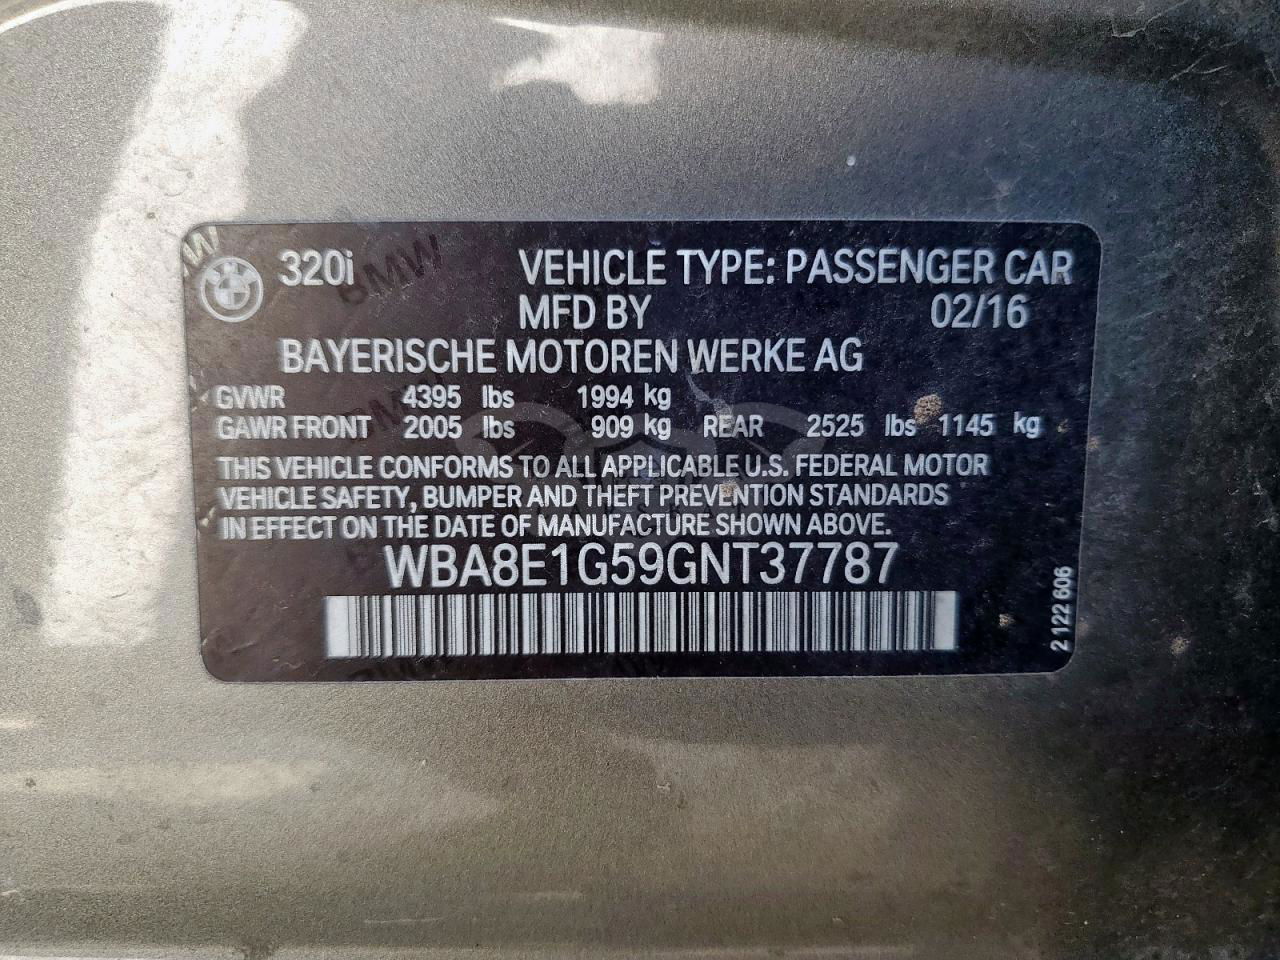 320i VEHICLE TYPE: PASSENGER CAR
MFD BY 02/16
BAYERISCHE MOTOREN WERKE AG
GVWR 4395 lbs 1994 kg
GAWR FRONT 2005 lbs 909 kg REAR 2525 lbs 1145 kg
THIS VEHICLE CONFORMS TO ALL APPLICABLE U.S. FEDERAL MOTOR
VEHICLE SAFETY, BUMPER AND THEFT PREVENTION STANDARDS
IN EFFECT ON THE DATE OF MANUFACTURE SHOWN ABOVE.
WBA8E1G59GNT37787
2 122 606
BMW